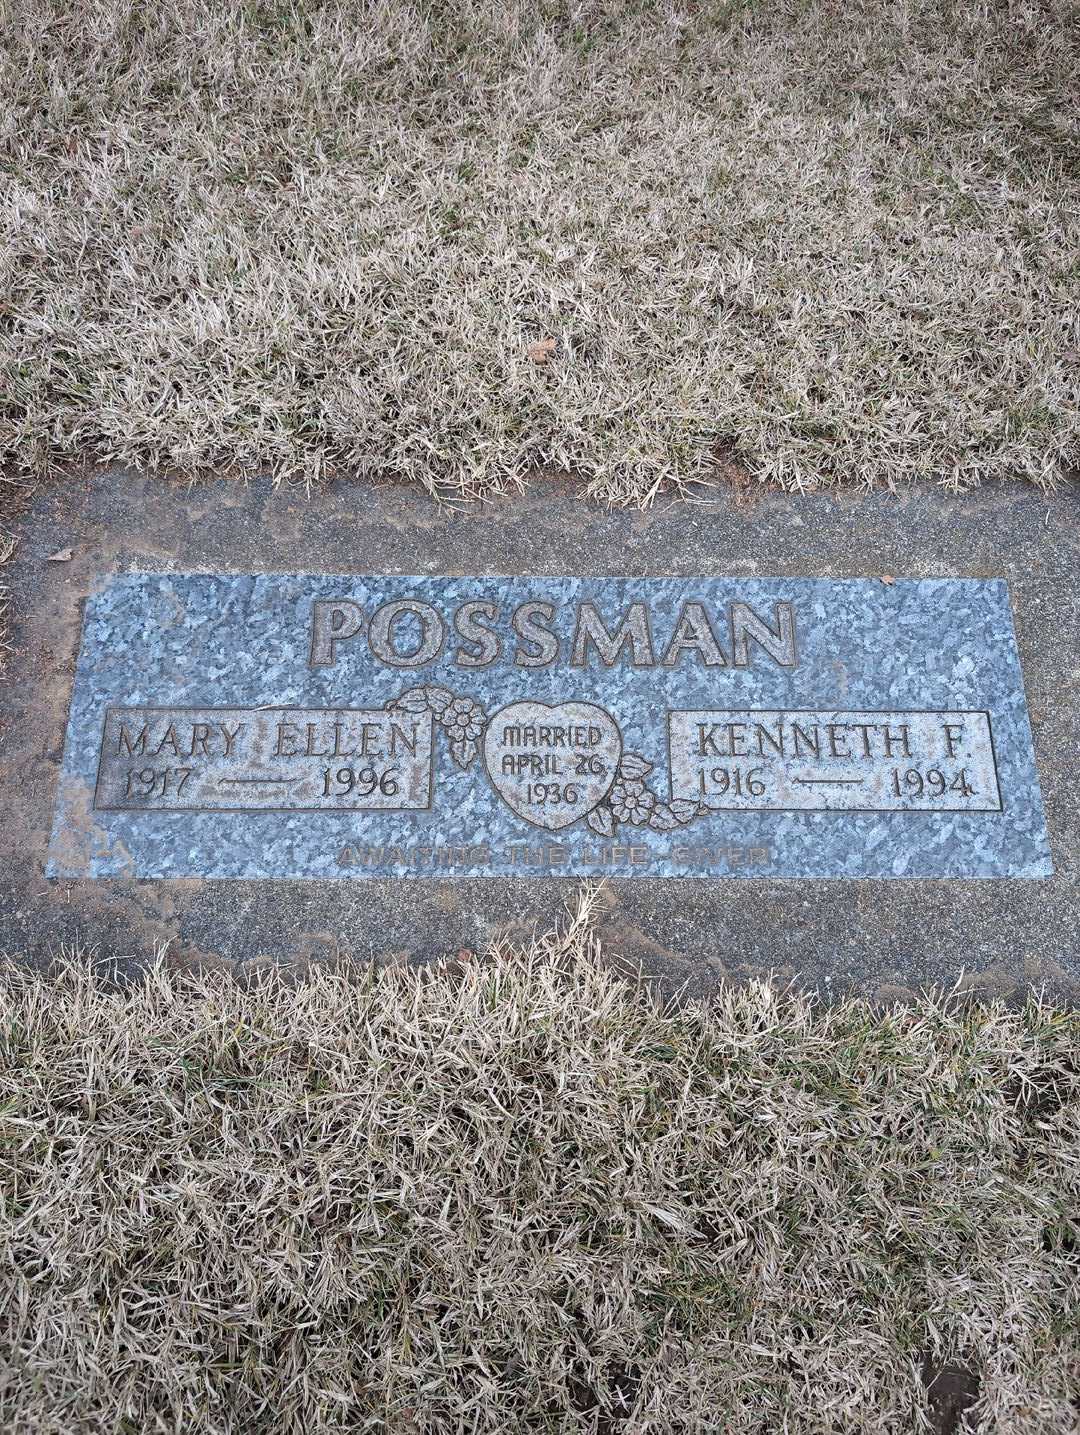 POSSMAN
MARY ELLEN
1917 — 1996
MARRIED
APRIL 26,
1936
KENNETH F.
1916 — 1994
AWAITING THE LIFE-GIVER